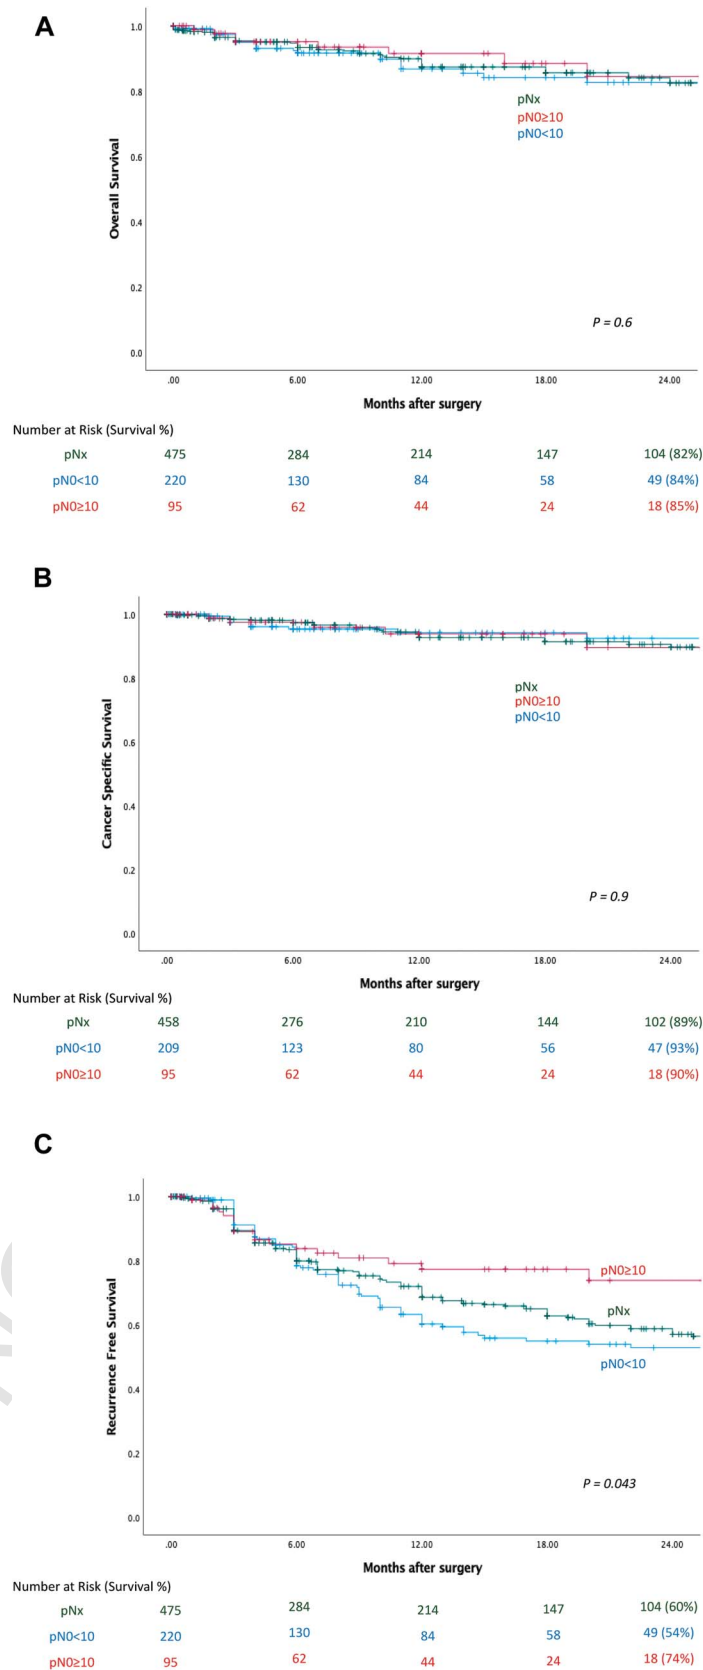 A
1.0
0.8
0.6
0.4
0.2
0.0
Overall Survival
pNx
pN0≥10
pN0<10
P = 0.6
.00 6.00 12.00 18.00 24.00
Months after surgery
Number at Risk (Survival %)
pNx 475 284 214 147 104 (82%)
pN0<10 220 130 84 58 49 (84%)
pN0≥10 95 62 44 24 18 (85%)
B
1.0
0.8
0.6
0.4
0.2
0.0
Cancer Specific Survival
pNx
pN0≥10
pN0<10
P = 0.9
.00 6.00 12.00 18.00 24.00
Months after surgery
Number at Risk (Survival %)
pNx 458 276 210 144 102 (89%)
pN0<10 209 123 80 56 47 (93%)
pN0≥10 95 62 44 24 18 (90%)
C
1.0
0.8
0.6
0.4
0.2
0.0
Recurrence Free Survival
pN0≥10
pNx
pN0<10
P = 0.043
.00 6.00 12.00 18.00 24.00
Months after surgery
Number at Risk (Survival %)
pNx 475 284 214 147 104 (60%)
pN0<10 220 130 84 58 49 (54%)
pN0≥10 95 62 44 24 18 (74%)